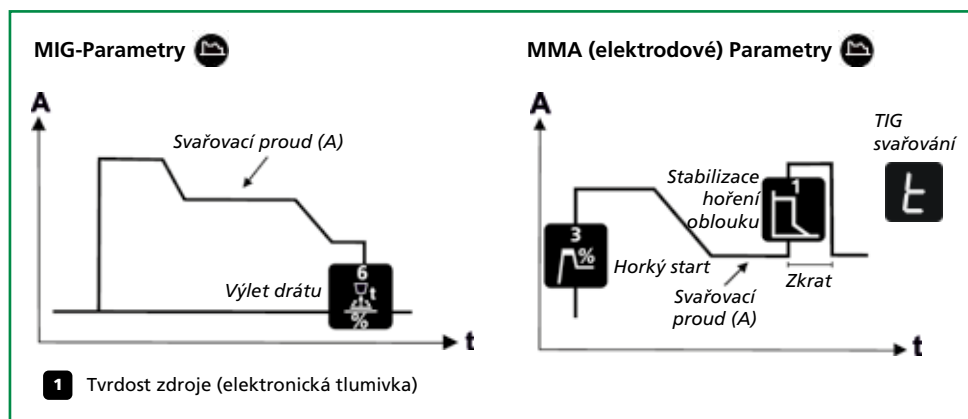 MIG-Parametry
A
Svařovací proud (A)
Výlet drátu
6
t
%
t
1 Tvrdost zdroje (elektronická tlumivka)
MMA (elektrodové) Parametry
A
TIG
svařování
t
Stabilizace
hoření
oblouku
1
3
%
Horký start
Svařovací
proud (A)
Zkrat
t